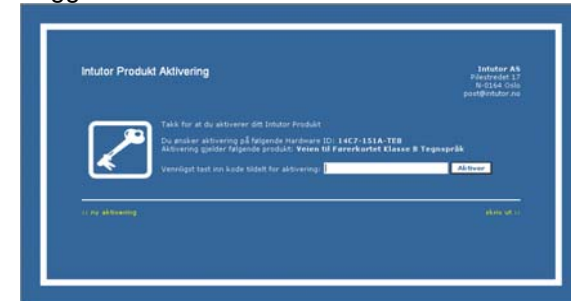 Intutor Produkt Aktivering
Intutor AS
Pilestredet 17
N-0164 Oslo
post@intutor.no
Takk for at du aktiverer ditt Intutor Produkt
Du ønsker aktivering på følgende Hardware ID: 14C7-151A-TEB
Aktivering gjelder følgende produkt: Veien til Førerkortet Klasse B Tegnspråk
Vennligst tast inn kode tildelt for aktivering:
Aktiver
:: ny aktivering
skriv ut ::